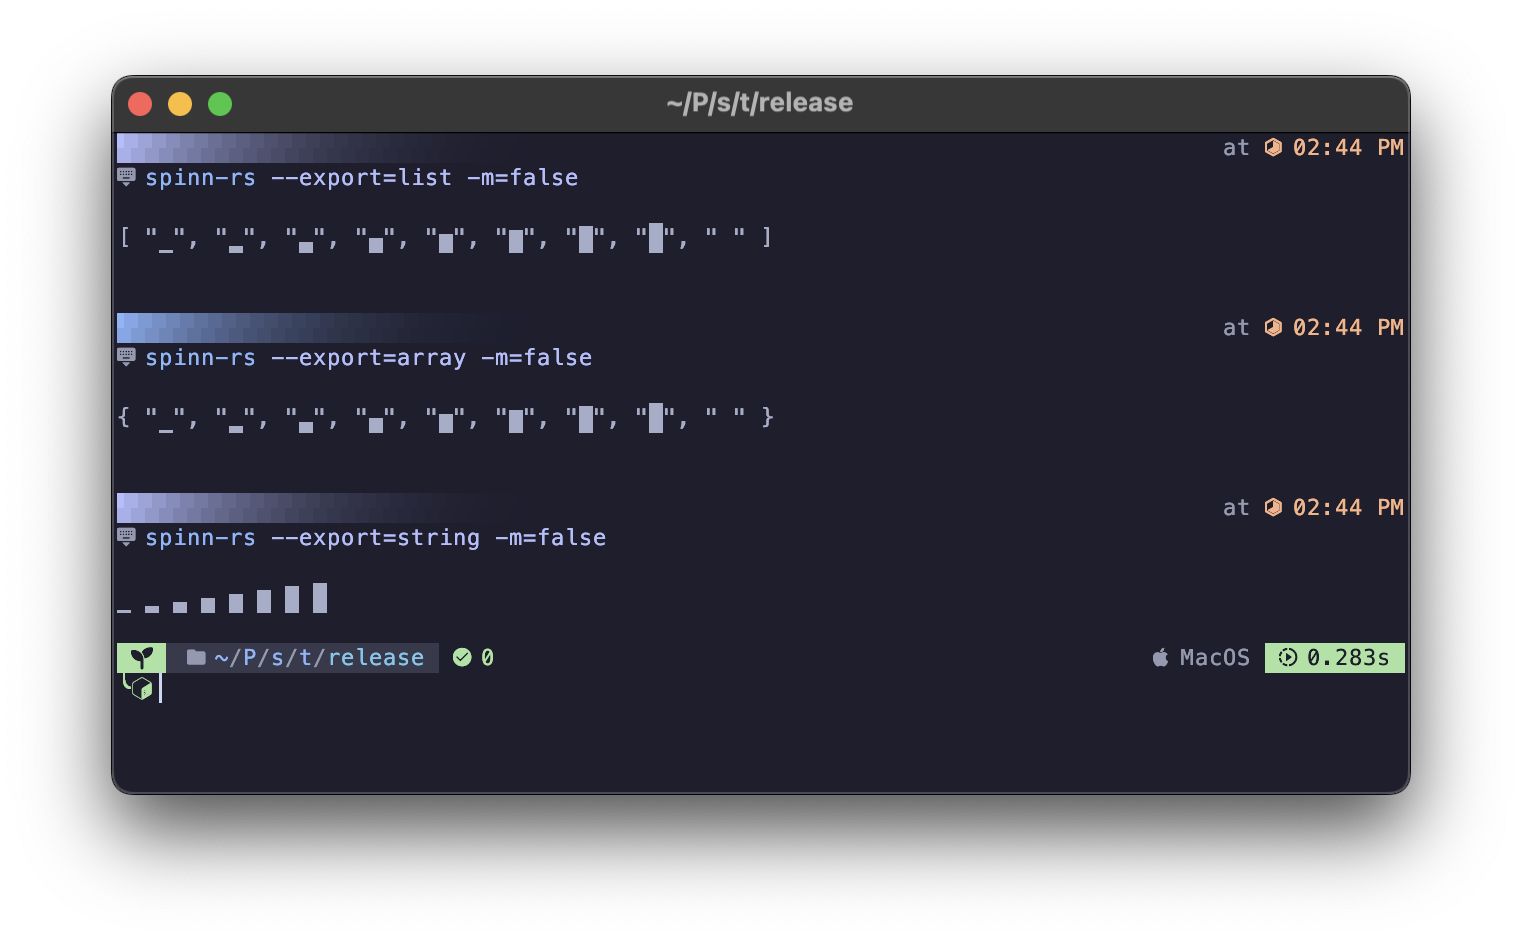 ~/P/s/t/release
at 02:44 PM
spinn-rs --export=list -m=false
[ "▁", "▂", "▃", "▄", "▅", "▆", "▇", "█", " " ]
at 02:44 PM
spinn-rs --export=array -m=false
{ "▁", "▂", "▃", "▄", "▅", "▆", "▇", "█", " " }
at 02:44 PM
spinn-rs --export=string -m=false
▁ ▂ ▃ ▄ ▅ ▆ ▇ █
~/P/s/t/release 0 MacOS 0.283s